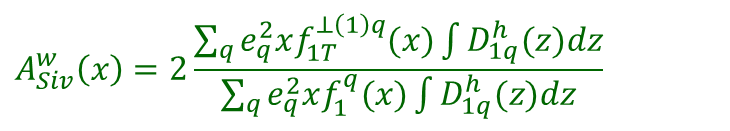 A^w_{Siv}(x) = 2 \frac{\sum_q e_q^2 x f_{1T}^{\perp(1)q}(x) \int D_{1q}^h(z)dz}{\sum_q e_q^2 x f_1^q(x) \int D_{1q}^h(z)dz}